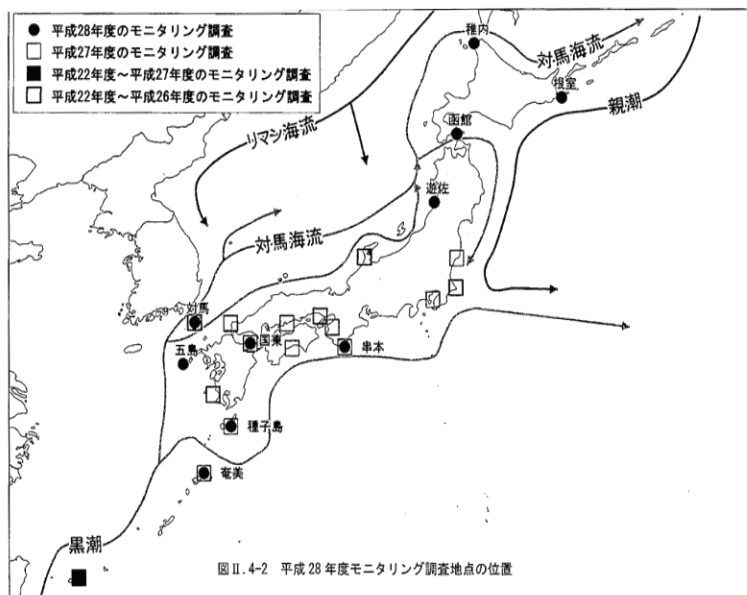 平成28年度のモニタリング調査
平成27年度のモニタリング調査
平成22年度～平成27年度のモニタリング調査
平成22年度～平成26年度のモニタリング調査
稚内
対馬海流
根室
親潮
函館
リマン海流
遊佐
対馬海流
対馬
国東
串本
五島
種子島
奄美
黒潮
図Ⅱ.4-2 平成28年度モニタリング調査地点の位置